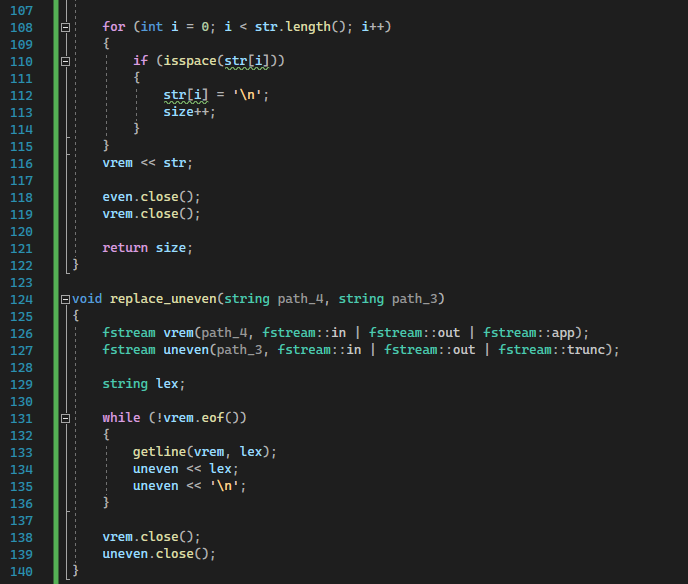 107
108 for (int i = 0; i < str.length(); i++)
109 {
110 if (isspace(str[i]))
111 {
112 str[i] = '\n';
113 size++;
114 }
115 }
116 vrem << str;
117
118 even.close();
119 vrem.close();
120
121 return size;
122 }
123
124 void replace_uneven(string path_4, string path_3)
125 {
126 fstream vrem(path_4, fstream::in | fstream::out | fstream::app);
127 fstream uneven(path_3, fstream::in | fstream::out | fstream::trunc);
128
129 string lex;
130
131 while (!vrem.eof())
132 {
133 getline(vrem, lex);
134 uneven << lex;
135 uneven << '\n';
136 }
137
138 vrem.close();
139 uneven.close();
140 }